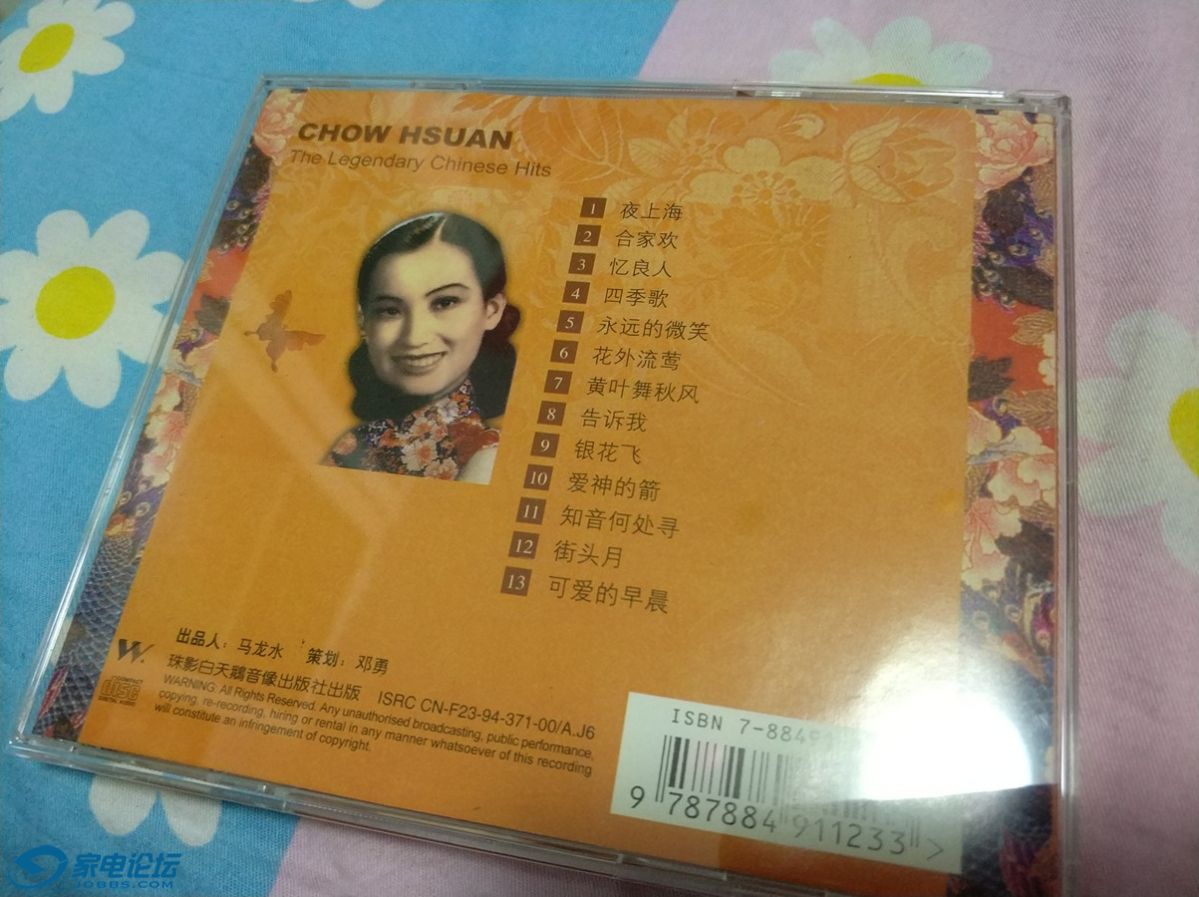 CHOW HSUAN
The Legendary Chinese Hits
1 夜上海
2 合家欢
3 忆良人
4 四季歌
5 永远的微笑
6 花外流莺
7 黄叶舞秋风
8 告诉我
9 银花飞
10 爱神的箭
11 知音何处寻
12 街头月
13 可爱的早晨
出品人：马龙水 策划：邓勇
珠影白天鹅音像出版社出版 ISRC CN-F23-94-371-00/A.J6
WARNING: All Rights Reserved. Any unauthorised broadcasting, public performance,
copying, re-recording, hiring or rental in any manner whatsoever of this recording
will constitute an infringement of copyright.
COMPACT
disc
DIGITAL AUDIO
ISBN 7-8849
9 787884 911233 >
家电论坛
JDBBS.COM